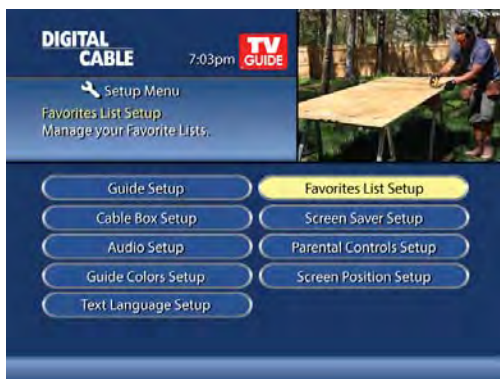 DIGITAL
CABLE
7:03pm
TV
GUIDE
Setup Menu
Favorites List Setup
Manage your Favorite Lists.
Guide Setup
Favorites List Setup
Cable Box Setup
Screen Saver Setup
Audio Setup
Parental Controls Setup
Guide Colors Setup
Screen Position Setup
Text Language Setup